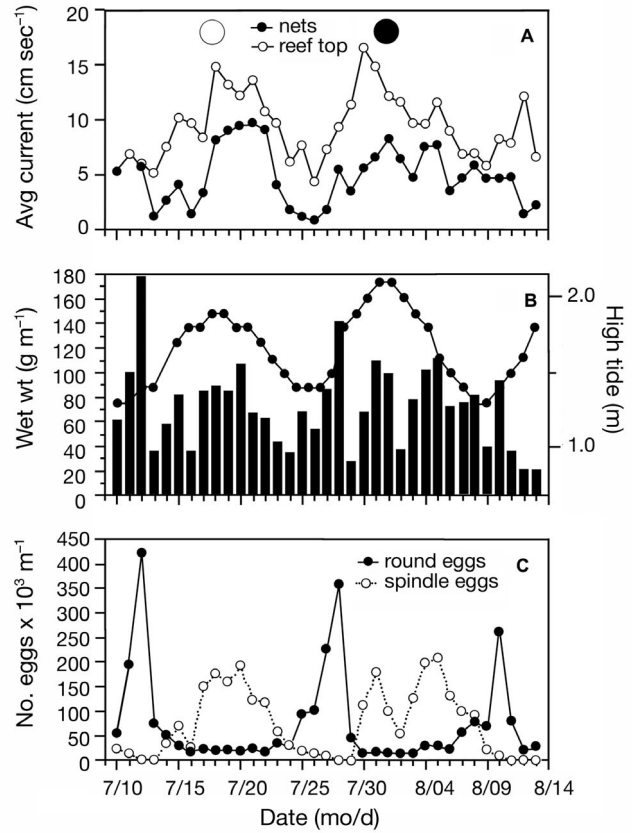 nets
reef top
A
Avg current (cm sec⁻¹)
20
15
10
5
0
B
Wet wt (g m⁻¹)
180
160
140
120
100
80
60
40
20
0
2.0
1.0
High tide (m)
round eggs
spindle eggs
C
No. eggs x 10³ m⁻¹
450
400
350
300
250
200
150
100
50
0
7/10 7/15 7/20 7/25 7/30 8/04 8/09 8/14
Date (mo/d)